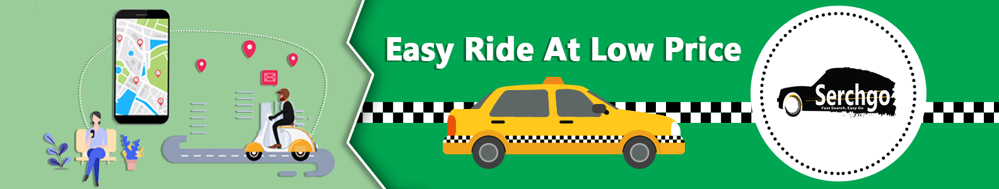 Easy Ride At Low Price
Serchgo
Fast Search, Easy Go